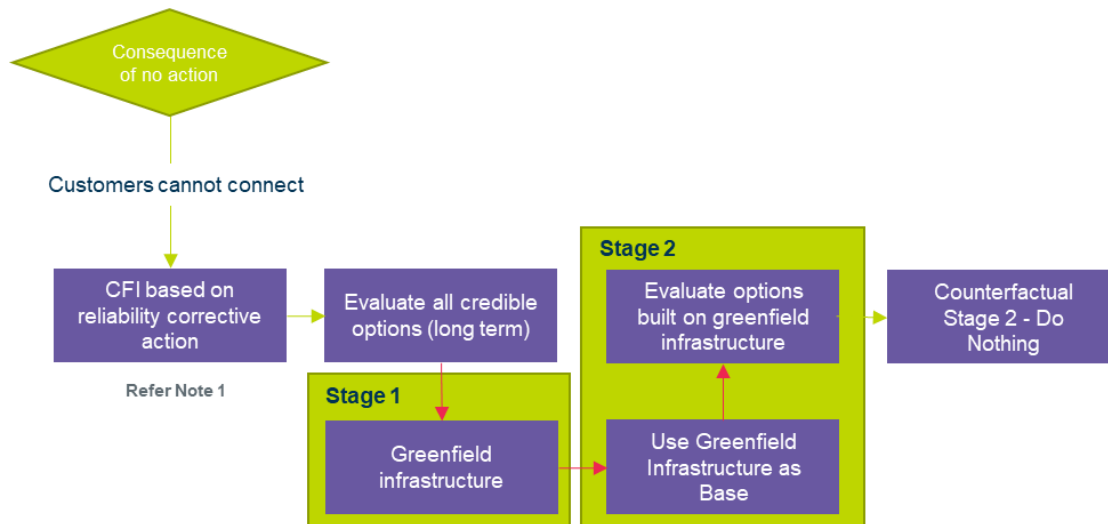 Consequence
of no action
Customers cannot connect
CFI based on
reliability corrective
action
Refer Note 1
Evaluate all credible
options (long term)
Stage 1
Greenfield
infrastructure
Stage 2
Evaluate options
built on greenfield
infrastructure
Use Greenfield
Infrastructure as
Base
Counterfactual
Stage 2 - Do
Nothing